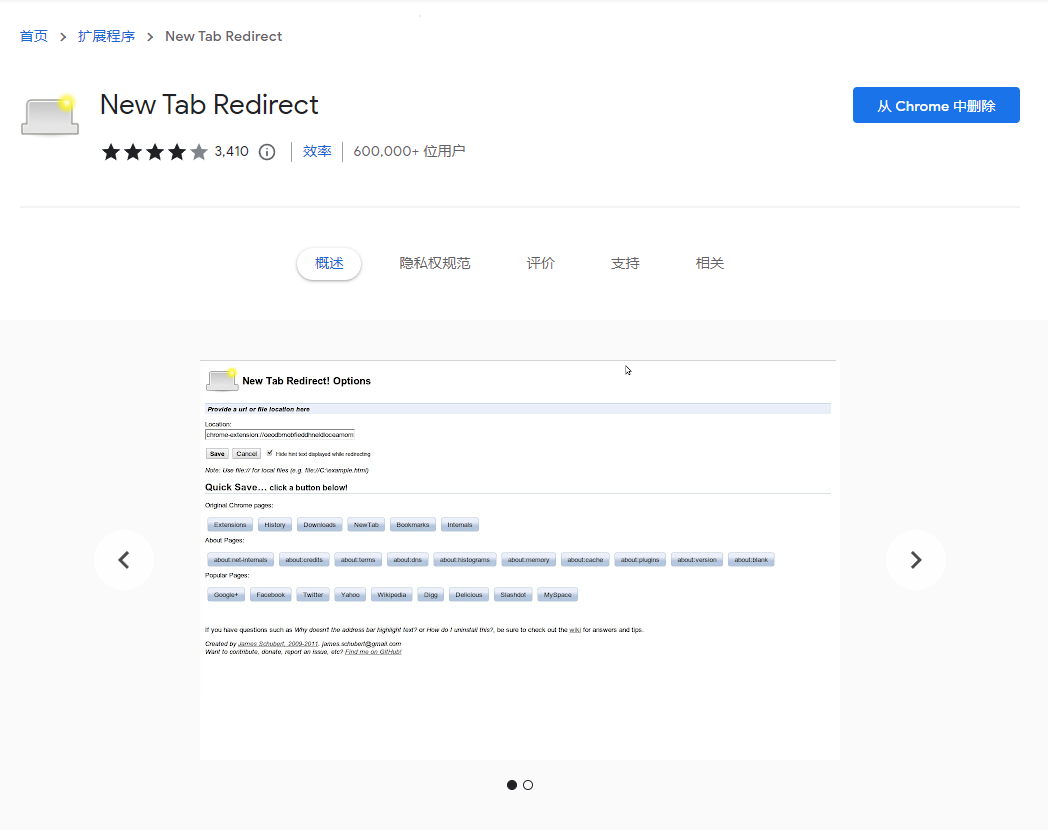 首页 > 扩展程序 > New Tab Redirect
New Tab Redirect
从 Chrome 中删除
3,410 效率 600,000+ 位用户
概述 隐私权规范 评价 支持 相关
New Tab Redirect! Options
Provide a url or file location here
Location:
chrome-extension://oeodbmobfieddhneldloceamom
Save Cancel Hide hint text displayed while redirecting
Note: Use file:// for local files (e.g. file://C:\example.html)
Quick Save... click a button below!
Original Chrome pages:
Extensions History Downloads NewTab Bookmarks Internals
About Pages:
about:net-internals about:credits about:terms about:dns about:histograms about:memory about:cache about:plugins about:version about:blank
Popular Pages:
Google+ Facebook Twitter Yahoo Wikipedia Digg Delicious Slashdot MySpace
If you have questions such as Why doesn't the address bar highlight text? or How do I uninstall this?, be sure to check out the wiki for answers and tips.
Created by James Schubert, 2009-2011. james.schubert@gmail.com
Want to contribute, donate, report an issue, etc? Find me on GitHub!